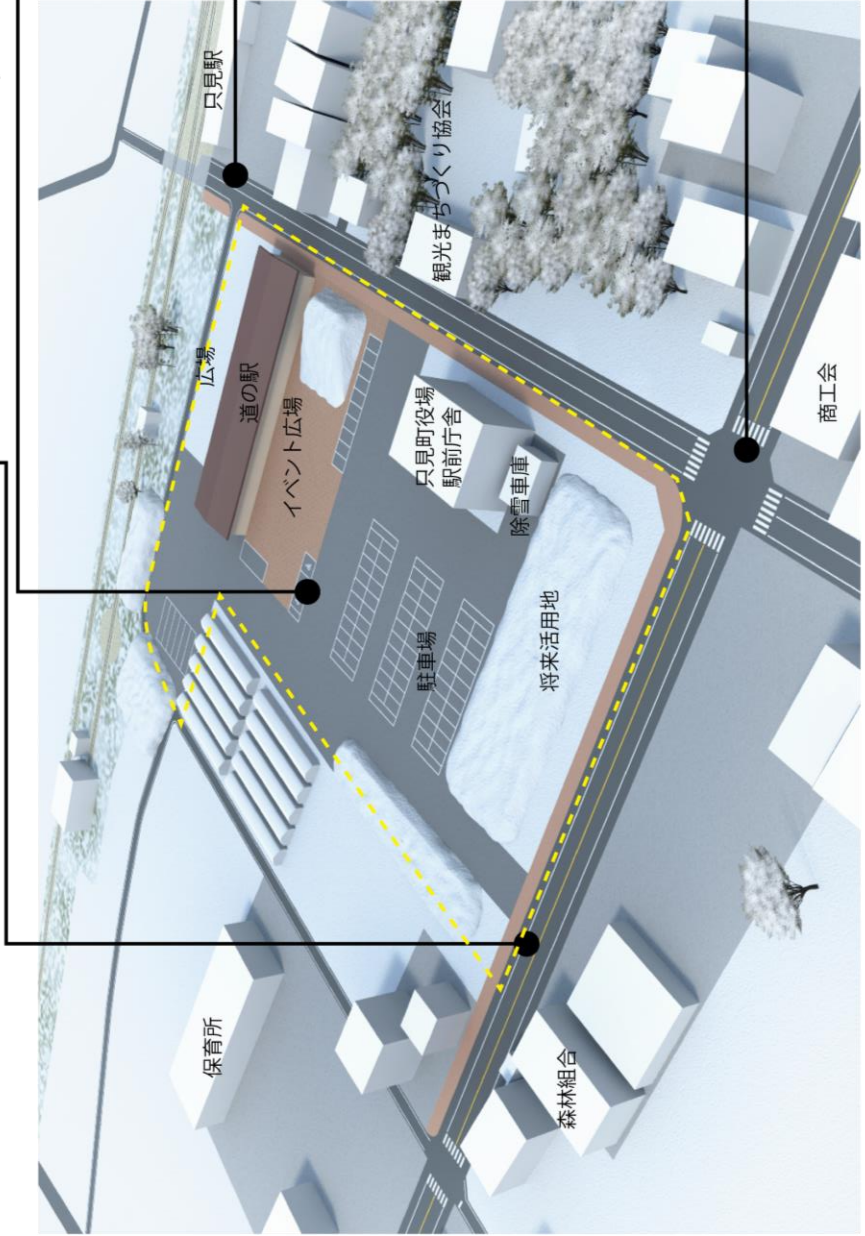 只見駅
広場
道の駅
イベント広場
観光まちづくり協会
只見町役場
駅前庁舎
除雪車庫
駐車場
将来活用地
商工会
保育所
森林組合